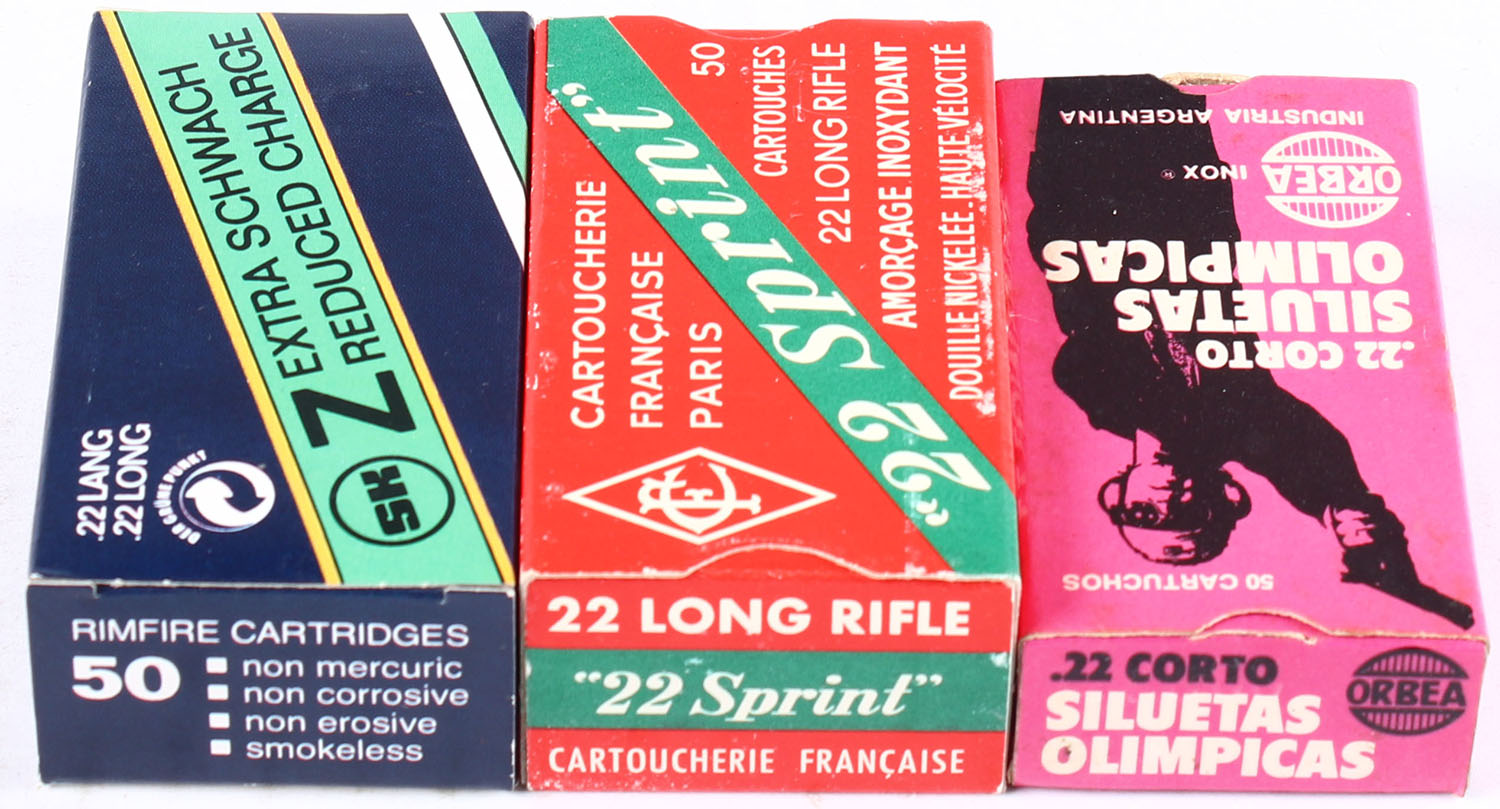 EXTRA SCHWACH
Z REDUCED CHARGE
SK
.22 LANG
.22 LONG
DER GRÜNE PUNKT
RIMFIRE CARTRIDGES
50
non mercuric
non corrosive
non erosive
smokeless
CARTOUCHERIE
FRANÇAISE
PARIS
"22 Sprint"
50
CARTOUCHES
22 LONG RIFLE
AMORÇAGE INOXYDANT
DOUILLE NICKELÉE. HAUTE VÉLOCITÉ
22 LONG RIFLE
"22 Sprint"
CARTOUCHERIE FRANÇAISE
50 CARTUCHOS
.22 CORTO
SILUETAS
OLIMPICAS
ORBEA INOX ®
INDUSTRIA ARGENTINA
.22 CORTO
SILUETAS
OLIMPICAS
ORBEA